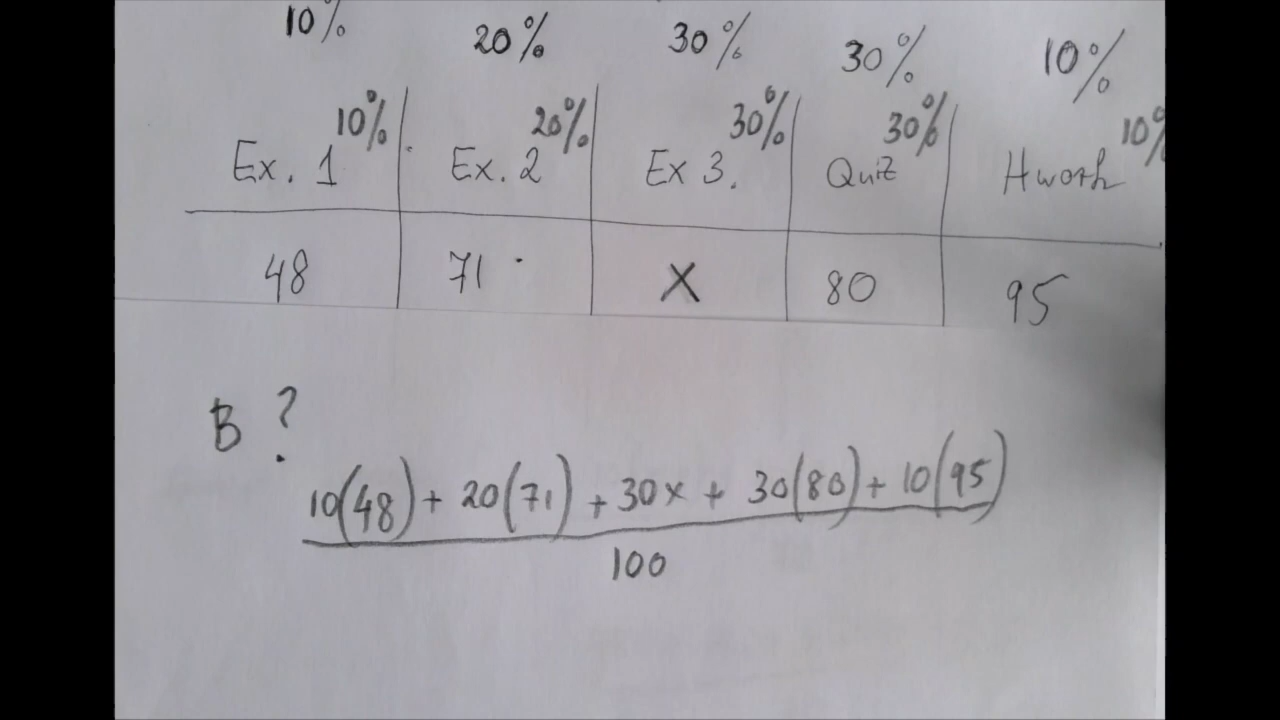 10% 20% 30% 30% 10%
10% 20% 30% 30% 10%
Ex. 1 Ex. 2 Ex 3. Quiz Hwork
48 71 X 80 95
B ?
10(48) + 20(71) + 30x + 30(80) + 10(95)
100